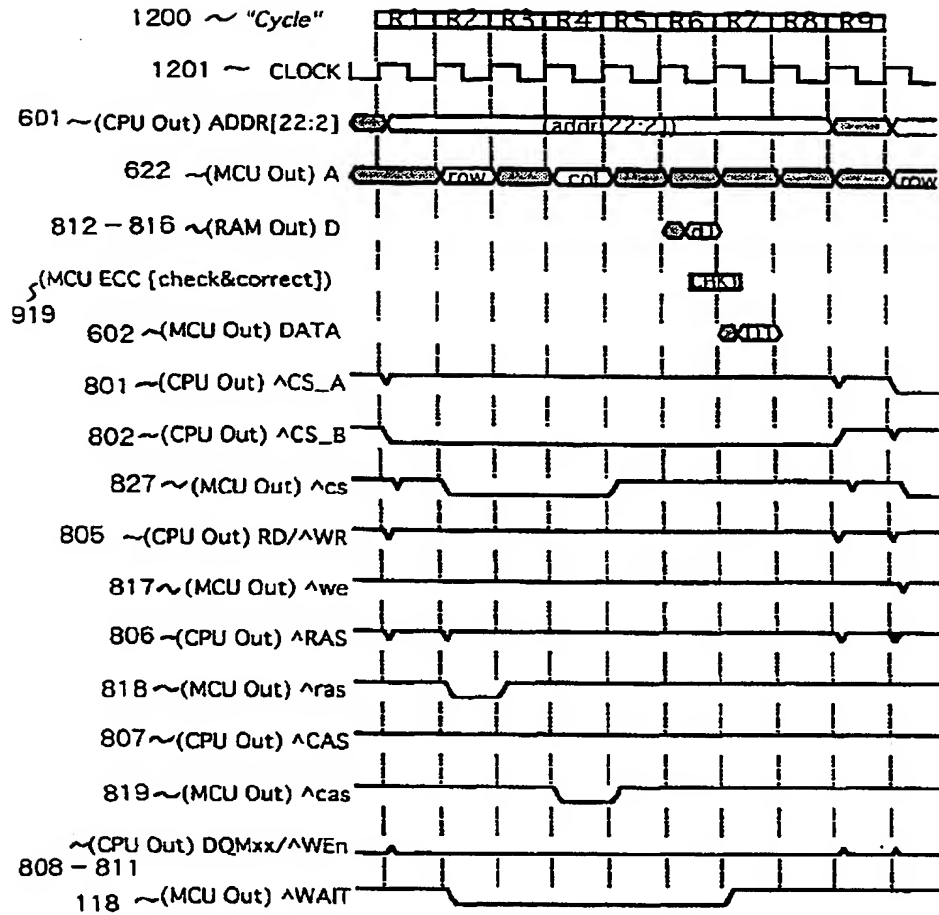 1200 ~ "Cycle" R1 R2 R3 R4 R5 R6 R7 R8 R9
1201 ~ CLOCK
601 ~(CPU Out) ADDR[22:2] (addr[22:2])
622 ~(MCU Out) A row col row
812 – 816 ~(RAM Out) D d1
(MCU ECC {check&correct})
919
602 ~(MCU Out) DATA
801 ~(CPU Out) ^CS_A
802 ~(CPU Out) ^CS_B
827 ~(MCU Out) ^cs
805 ~(CPU Out) RD/^WR
817 ~(MCU Out) ^we
806 ~(CPU Out) ^RAS
818 ~(MCU Out) ^ras
807 ~(CPU Out) ^CAS
819 ~(MCU Out) ^cas
~(CPU Out) DQMxx/^WEn
808 – 811
118 ~(MCU Out) ^WAIT